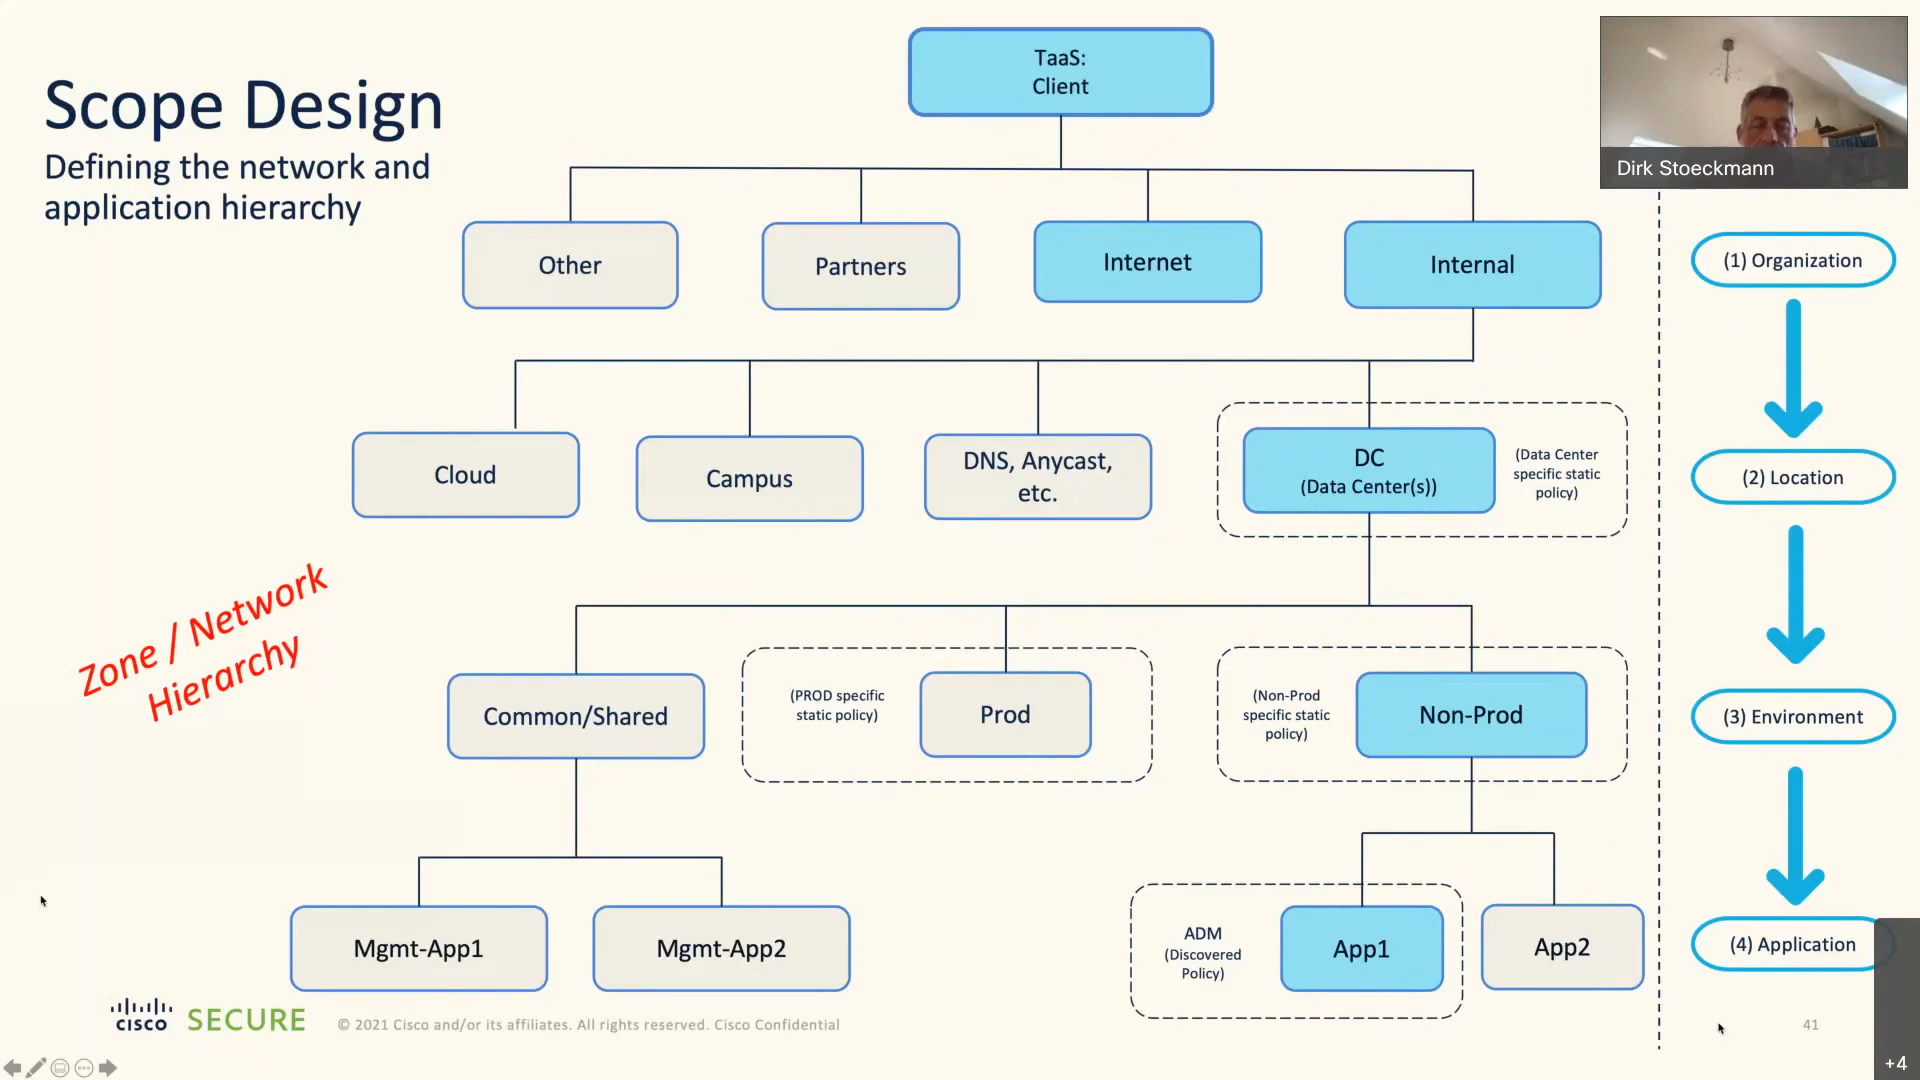 Scope Design
Defining the network and
application hierarchy
TaaS:
Client
Dirk Stoeckmann
Other
Partners
Internet
Internal
(1) Organization
Cloud
Campus
DNS, Anycast,
etc.
DC
(Data Center(s))
(Data Center
specific static
policy)
(2) Location
Zone / Network
Hierarchy
Common/Shared
(PROD specific
static policy)
Prod
(Non-Prod
specific static
policy)
Non-Prod
(3) Environment
Mgmt-App1
Mgmt-App2
ADM
(Discovered
Policy)
App1
App2
(4) Application
cisco SECURE
© 2021 Cisco and/or its affiliates. All rights reserved. Cisco Confidential
41
+4